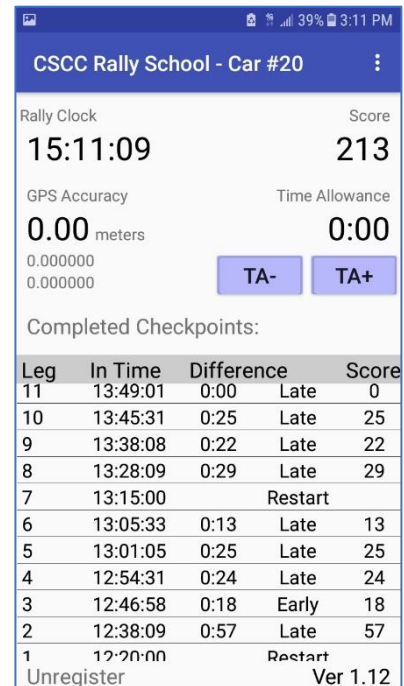 39% 3:11 PM
CSCC Rally School - Car #20
Rally Clock Score
15:11:09 213
GPS Accuracy Time Allowance
0.00 meters 0:00
0.000000
0.000000
TA- TA+
Completed Checkpoints:
Leg In Time Difference Score
11 13:49:01 0:00 Late 0
10 13:45:31 0:25 Late 25
9 13:38:08 0:22 Late 22
8 13:28:09 0:29 Late 29
7 13:15:00 Restart
6 13:05:33 0:13 Late 13
5 13:01:05 0:25 Late 25
4 12:54:31 0:24 Late 24
3 12:46:58 0:18 Early 18
2 12:38:09 0:57 Late 57
1 12:20:00 Restart
Unregister Ver 1.12